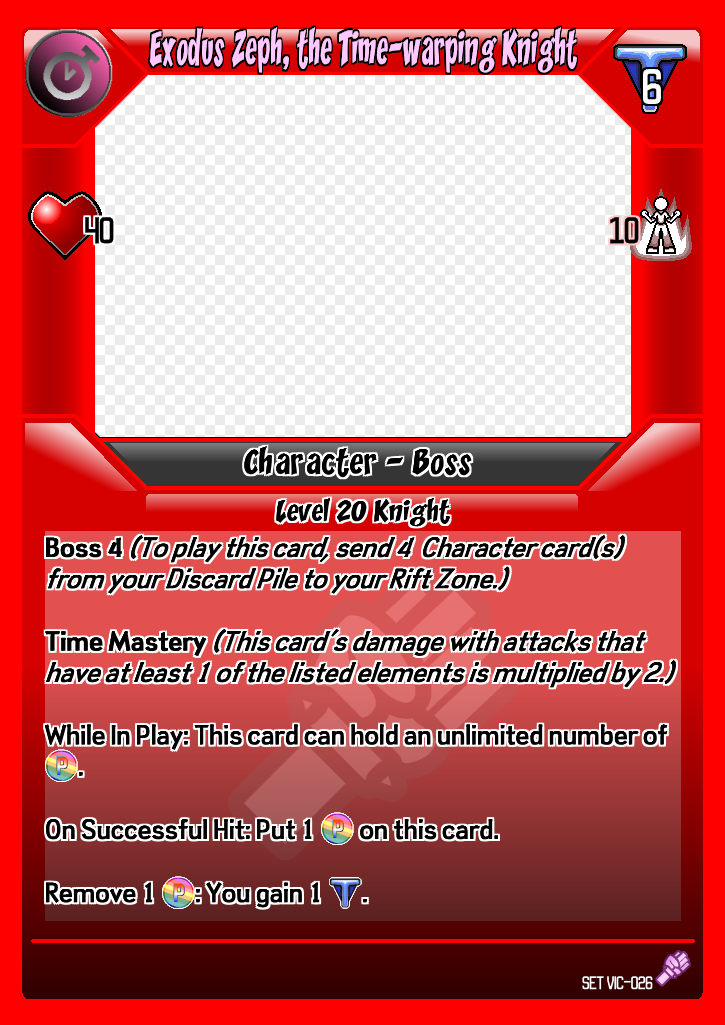 Exodus Zeph, the Time-warping Knight
6
40
10
Character - Boss
Level 20 Knight
Boss 4 (To play this card, send 4 Character card(s)
from your Discard Pile to your Rift Zone.)
Time Mastery (This card's damage with attacks that
have at least 1 of the listed elements is multiplied by 2.)
While In Play: This card can hold an unlimited number of
P.
On Successful Hit: Put 1 P on this card.
Remove 1 P: You gain 1 T.
SET VIC-026